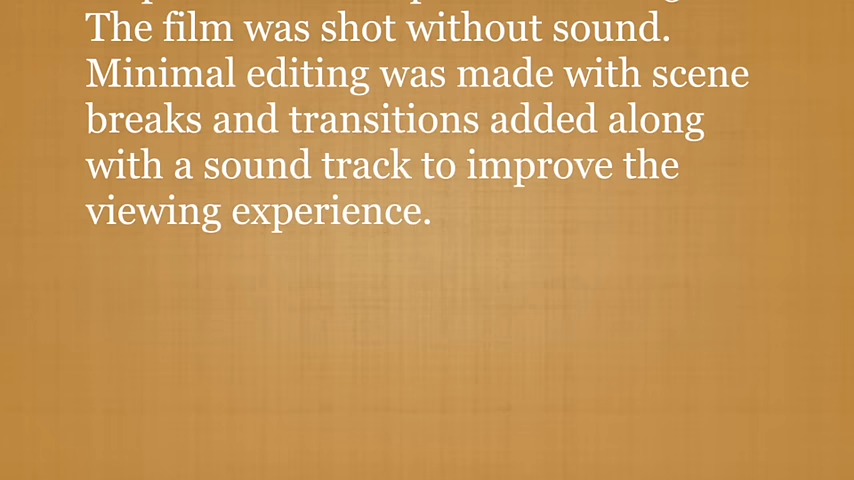 The film was shot without sound.
Minimal editing was made with scene
breaks and transitions added along
with a sound track to improve the
viewing experience.